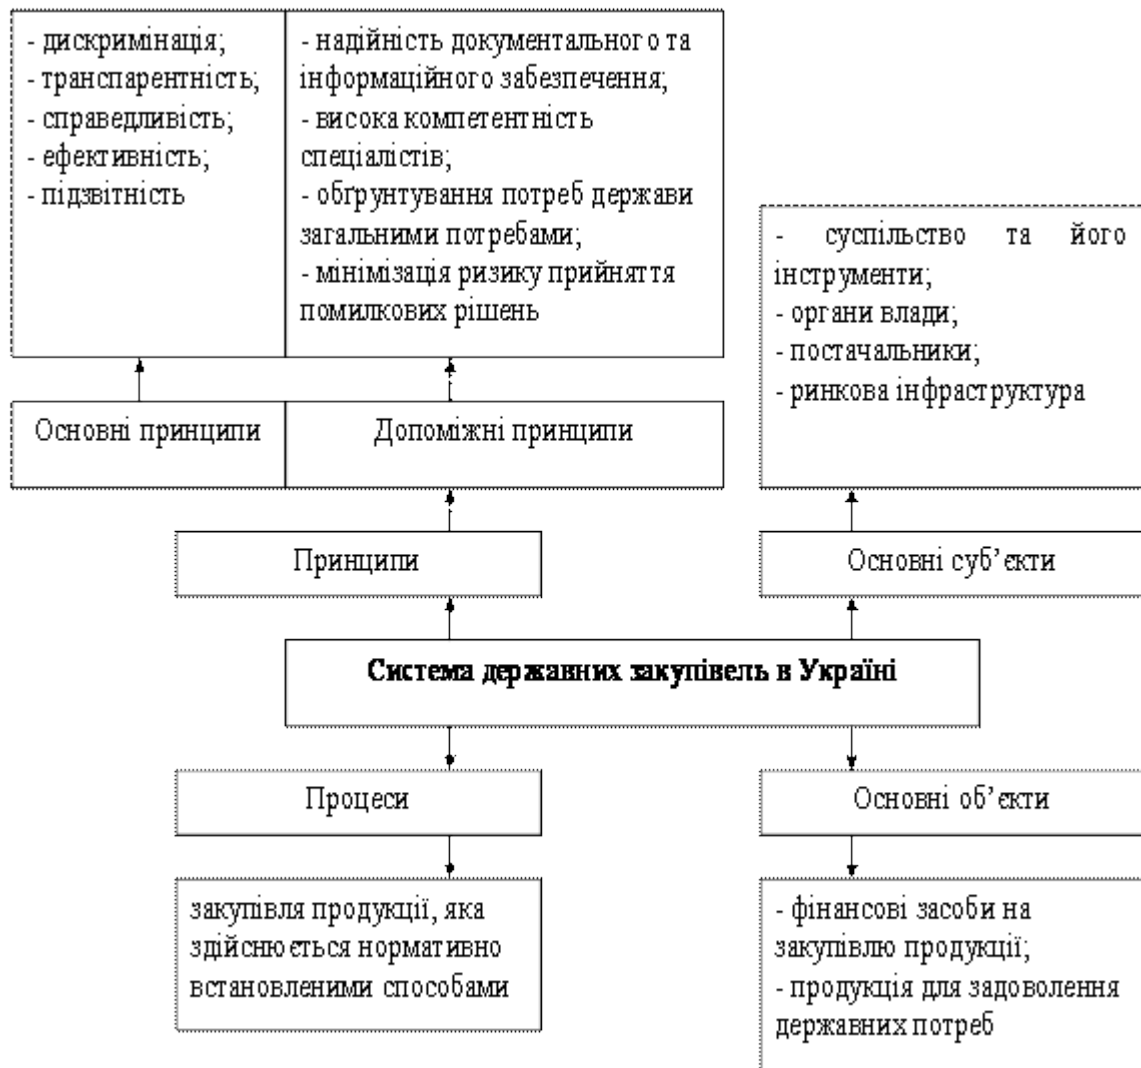 - дискримінація;
- транспарентність;
- справедливість;
- ефективність;
- підзвітність
- надійність документального та
інформаційного забезпечення;
- висока компетентність
спеціалістів;
- обґрунтування потреб держави
загальними потребами;
- мінімізація ризику прийняття
помилкових рішень
- суспільство та його
інструменти;
- органи влади;
- постачальники;
- ринкова інфраструктура
Основні принципи
Допоміжні принципи
Принципи
Основні суб’єкти
Система державних закупівель в Україні
Процеси
Основні об’єкти
закупівля продукції, яка
здійснюється нормативно
встановленими способами
- фінансові засоби на
закупівлю продукції;
- продукція для задоволення
державних потреб